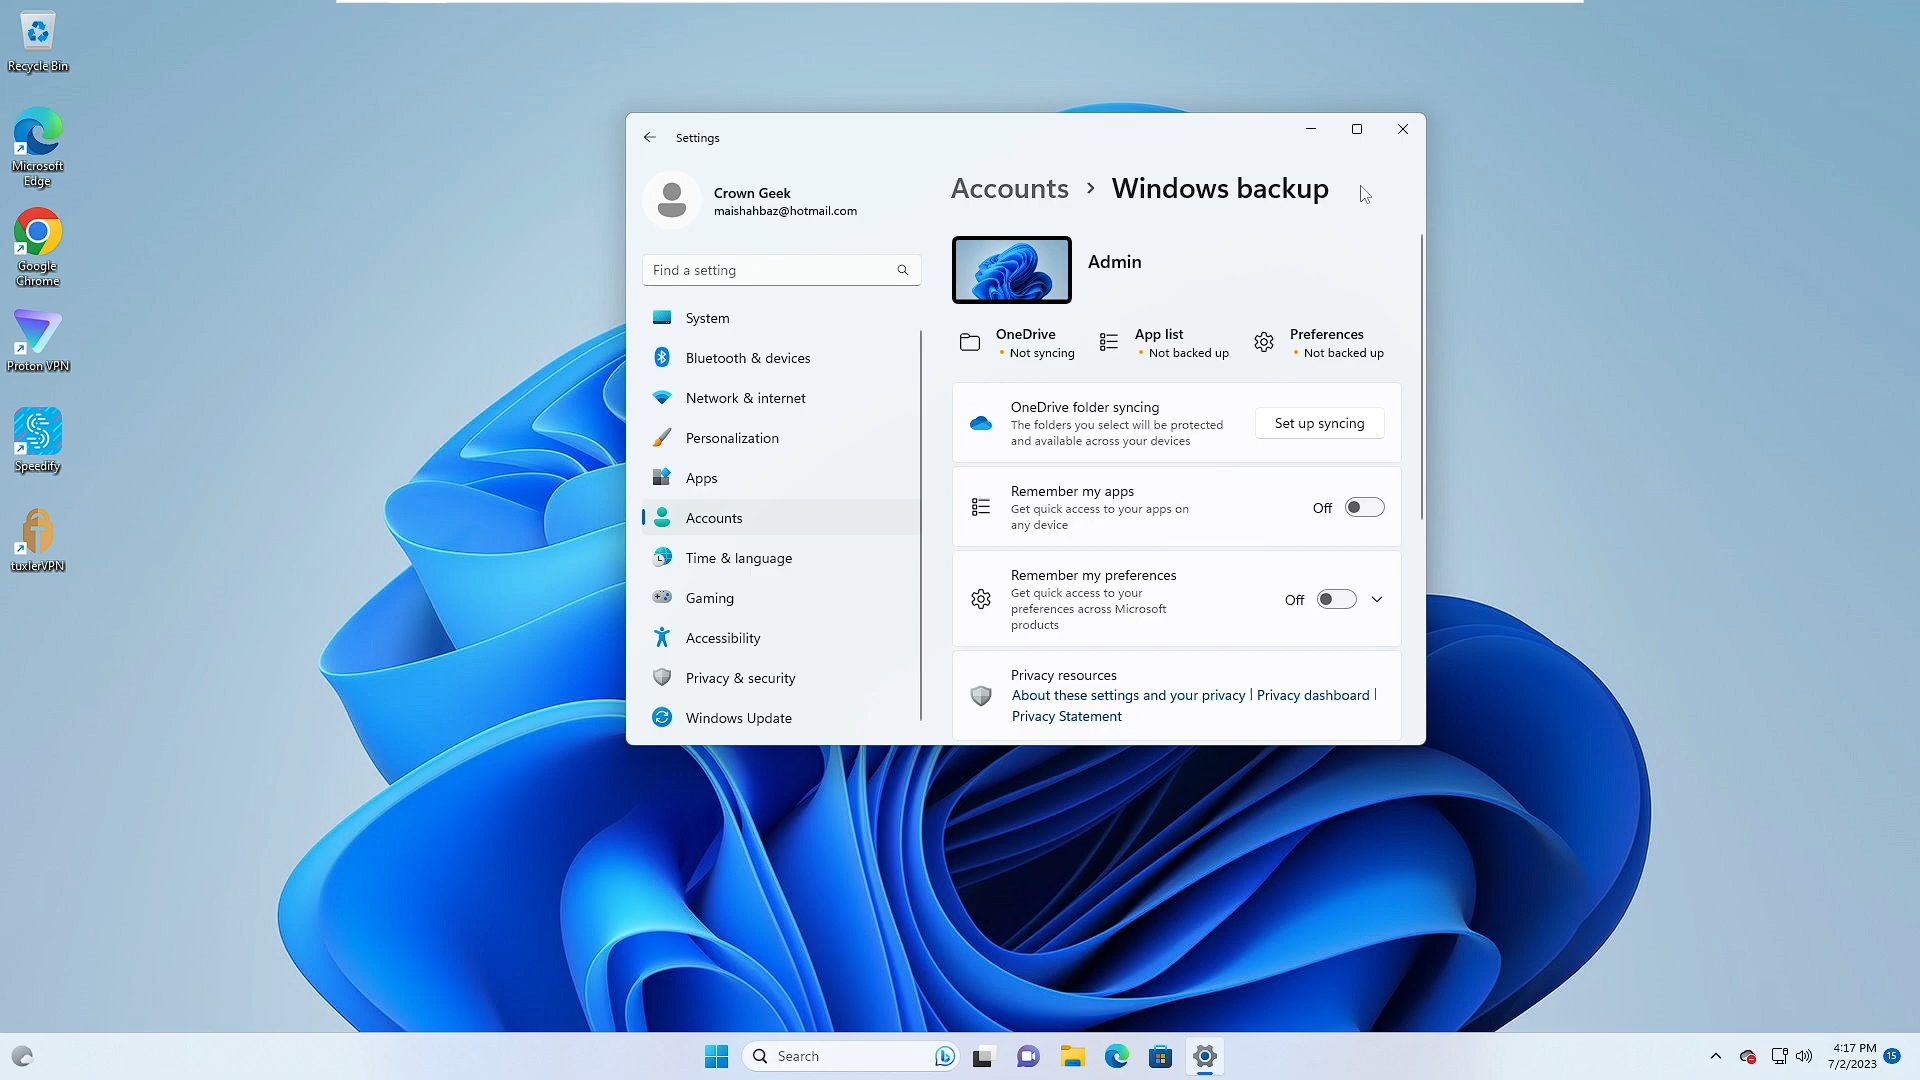 Recycle Bin
Microsoft
Edge
Google
Chrome
Proton VPN
Speedify
tuxlerVPN
Settings
Crown Geek
maishahbaz@hotmail.com
Find a setting
System
Bluetooth & devices
Network & internet
Personalization
Apps
Accounts
Time & language
Gaming
Accessibility
Privacy & security
Windows Update
Accounts › Windows backup
Admin
OneDrive
• Not syncing
App list
• Not backed up
Preferences
• Not backed up
OneDrive folder syncing
The folders you select will be protected
and available across your devices
Set up syncing
Remember my apps
Get quick access to your apps on
any device
Off
Remember my preferences
Get quick access to your
preferences across Microsoft
products
Off
Privacy resources
About these settings and your privacy | Privacy dashboard |
Privacy Statement
Search
4:17 PM
7/2/2023
15